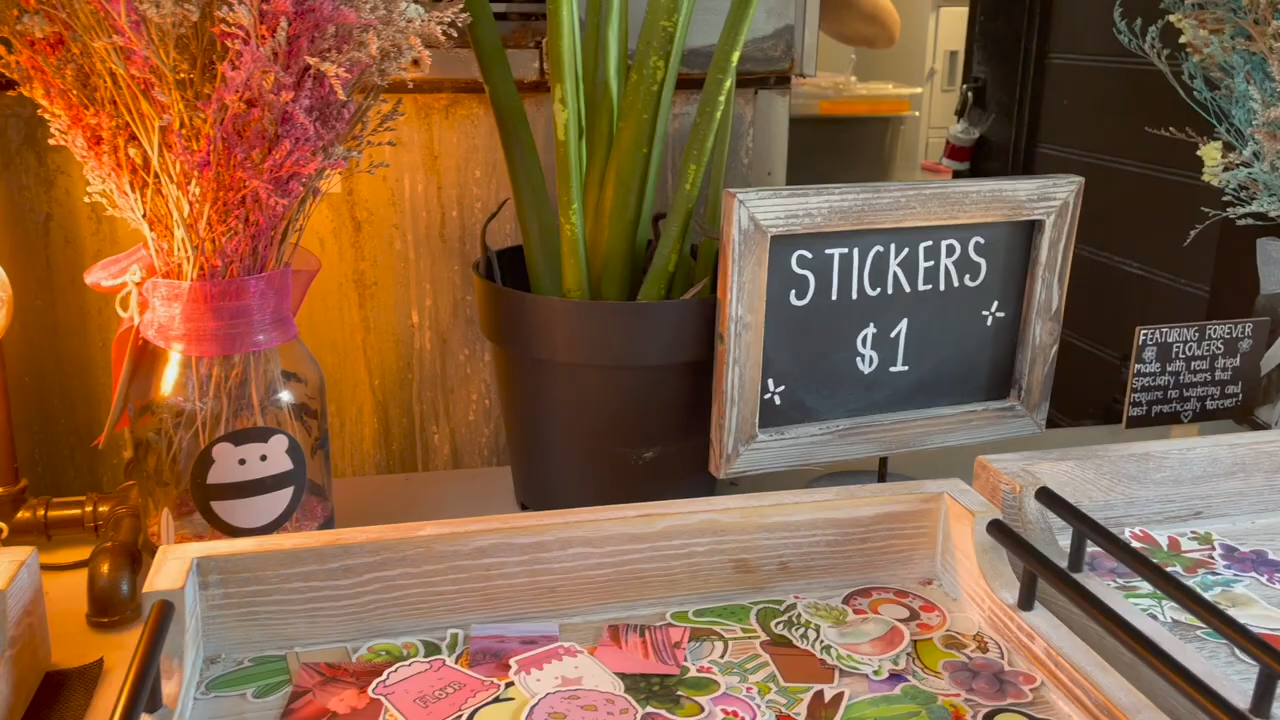 STICKERS
$1
FEATURING FOREVER
FLOWERS
made with real dried
specialty flowers that
require no watering and
last practically forever!
FLOUR